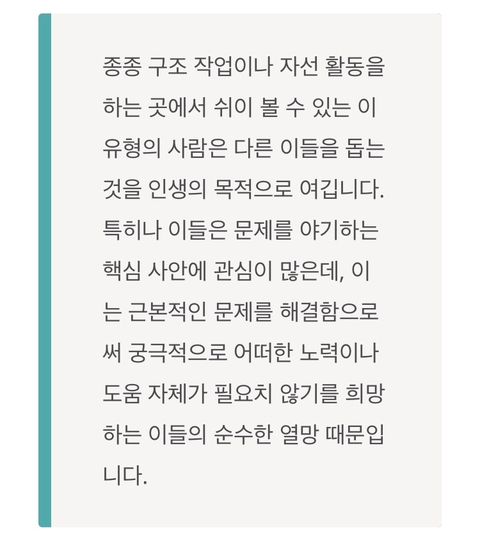 종종 구조 작업이나 자선 활동을
하는 곳에서 쉬이 볼 수 있는 이
유형의 사람은 다른 이들을 돕는
것을 인생의 목적으로 여깁니다.
특히나 이들은 문제를 야기하는
핵심 사안에 관심이 많은데, 이
는 근본적인 문제를 해결함으로
써 궁극적으로 어떠한 노력이나
도움 자체가 필요치 않기를 희망
하는 이들의 순수한 열망 때문입
니다.